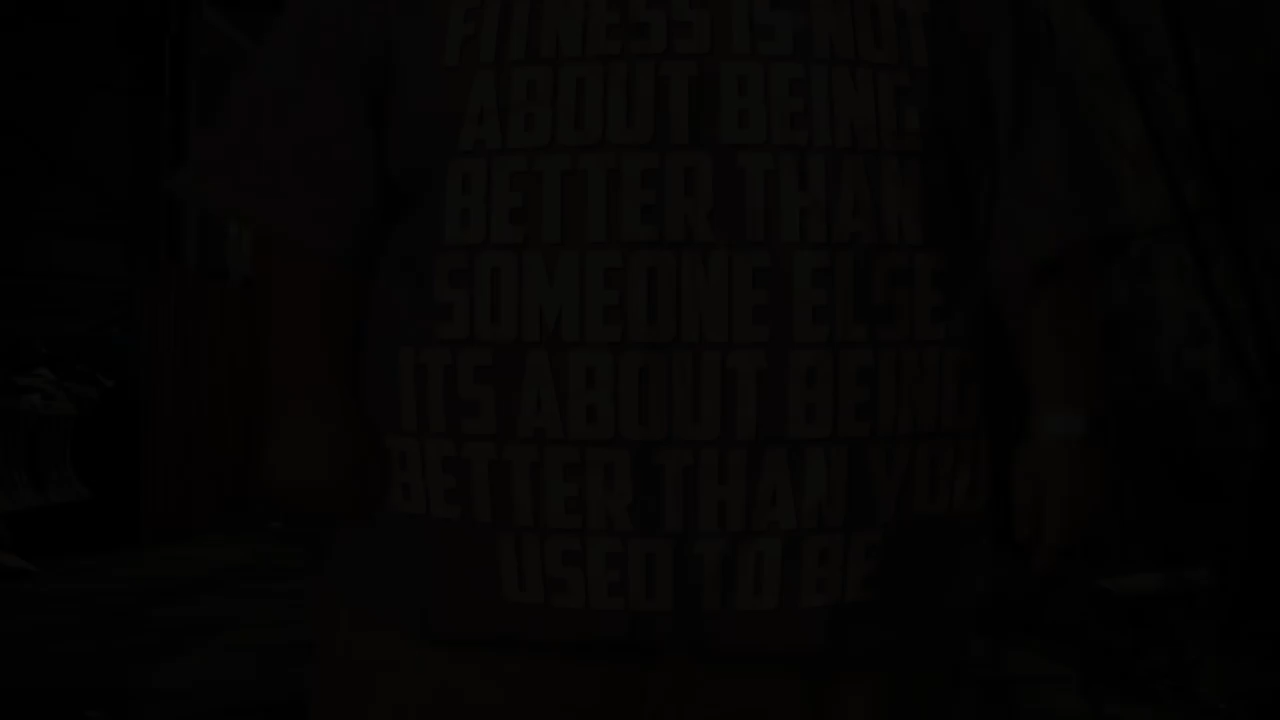 FITNESS IS NOT
ABOUT BEING
BETTER THAN
SOMEONE ELSE,
ITS ABOUT BEING
BETTER THAN YOU
USED TO BE